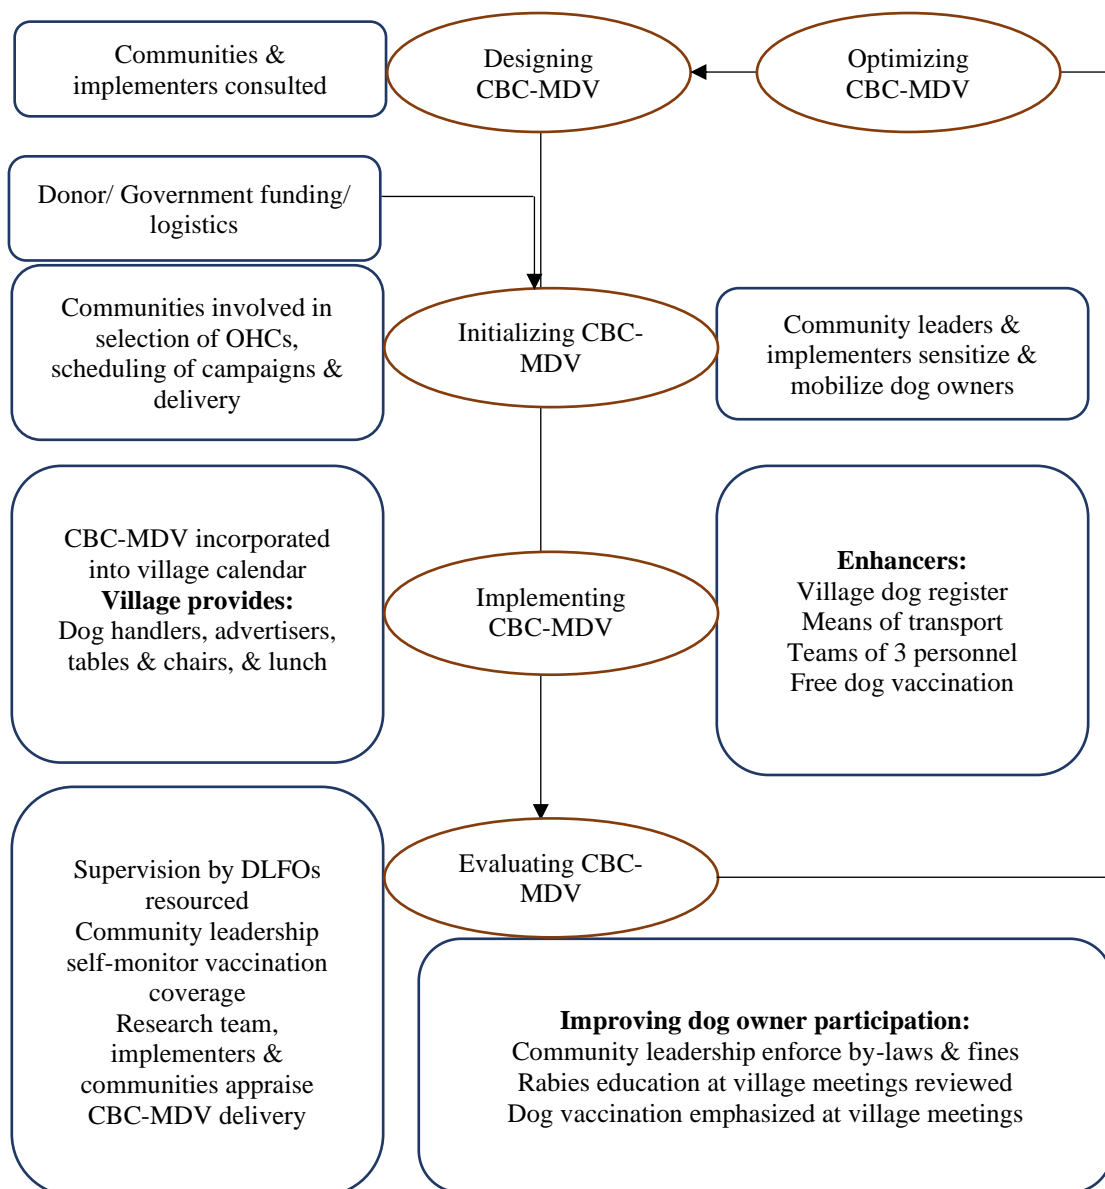 Communities &
implementers consulted
Designing
CBC-MDV
Optimizing
CBC-MDV
Donor/ Government funding/
logistics
Communities involved in
selection of OHCs,
scheduling of campaigns &
delivery
Initializing CBC-
MDV
Community leaders &
implementers sensitize &
mobilize dog owners
CBC-MDV incorporated
into village calendar
Village provides:
Dog handlers, advertisers,
tables & chairs, & lunch
Implementing
CBC-MDV
Enhancers:
Village dog register
Means of transport
Teams of 3 personnel
Free dog vaccination
Supervision by DLFOs
resourced
Community leadership
self-monitor vaccination
coverage
Research team,
implementers &
communities appraise
CBC-MDV delivery
Evaluating CBC-
MDV
Improving dog owner participation:
Community leadership enforce by-laws & fines
Rabies education at village meetings reviewed
Dog vaccination emphasized at village meetings